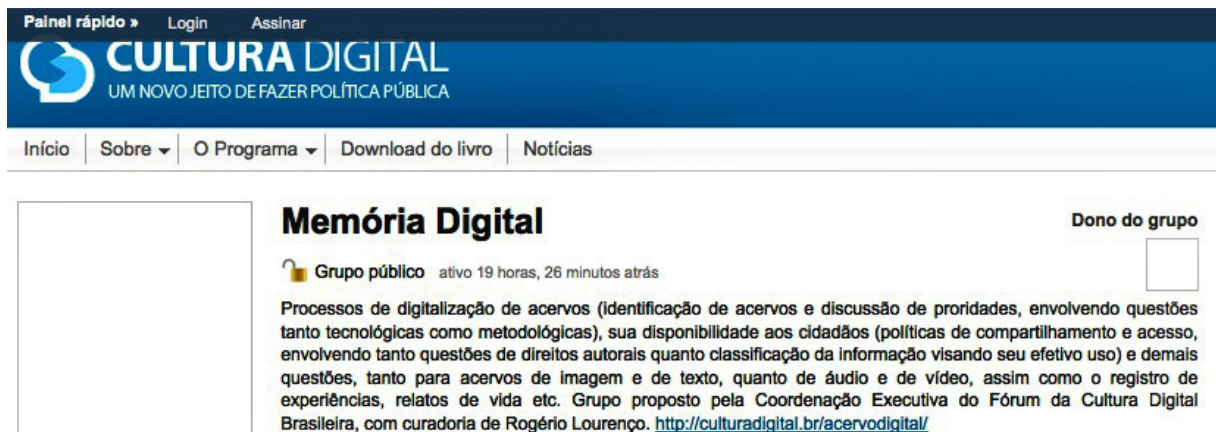 Painel rápido » Login Assinar
CULTURA DIGITAL
UM NOVO JEITO DE FAZER POLÍTICA PÚBLICA
Início Sobre O Programa Download do livro Notícias
Memória Digital
Dono do grupo
Grupo público ativo 19 horas, 26 minutos atrás
Processos de digitalização de acervos (identificação de acervos e discussão de proridades, envolvendo questões
tanto tecnológicas como metodológicas), sua disponibilidade aos cidadãos (políticas de compartilhamento e acesso,
envolvendo tanto questões de direitos autorais quanto classificação da informação visando seu efetivo uso) e demais
questões, tanto para acervos de imagem e de texto, quanto de áudio e de vídeo, assim como o registro de
experiências, relatos de vida etc. Grupo proposto pela Coordenação Executiva do Fórum da Cultura Digital
Brasileira, com curadoria de Rogério Lourenço. http://culturadigital.br/acervodigital/